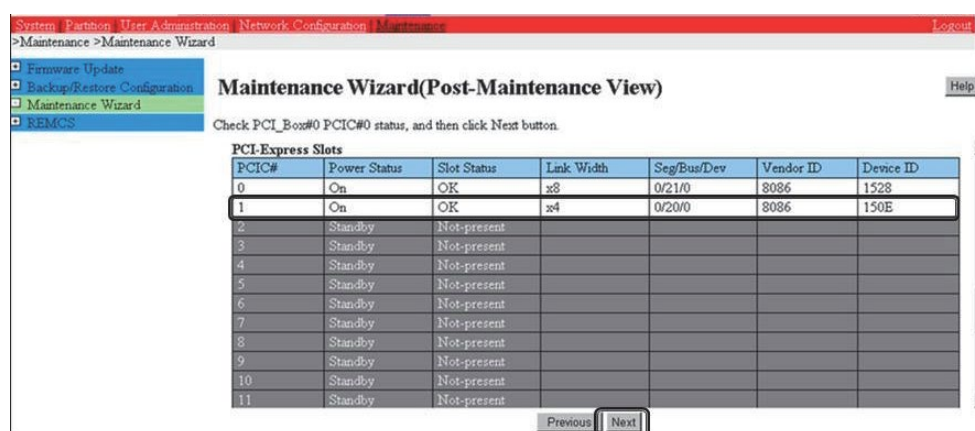 System | Partition | User Administration | Network Configuration | Maintenance Logout
>Maintenance >Maintenance Wizard
Firmware Update
Backup/Restore Configuration
Maintenance Wizard
REMCS
Maintenance Wizard(Post-Maintenance View) Help
Check PCI_Box#0 PCIC#0 status, and then click Next button.
PCI-Express Slots
PCIC# Power Status Slot Status Link Width Seg/Bus/Dev Vendor ID Device ID
0 On OK x8 0/21/0 8086 1528
1 On OK x4 0/20/0 8086 150E
2 Standby Not-present
3 Standby Not-present
4 Standby Not-present
5 Standby Not-present
6 Standby Not-present
7 Standby Not-present
8 Standby Not-present
9 Standby Not-present
10 Standby Not-present
11 Standby Not-present
Previous Next